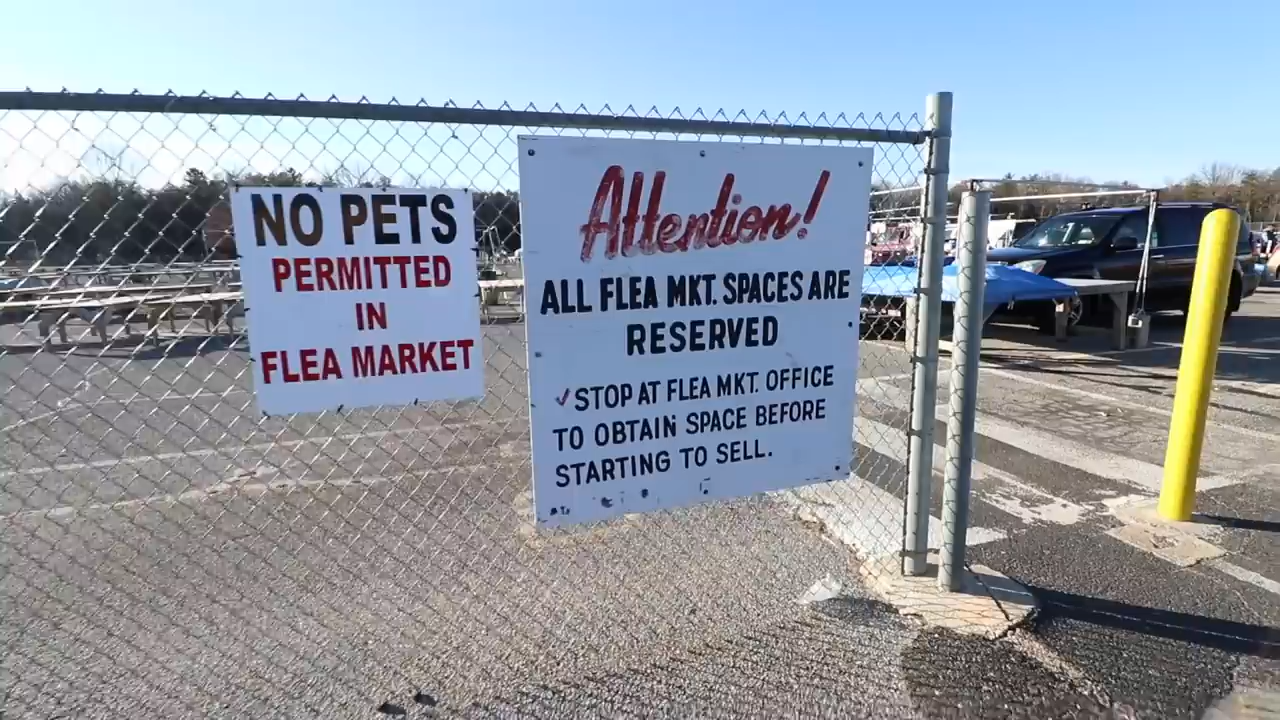 NO PETS
PERMITTED
IN
FLEA MARKET
Attention!
ALL FLEA MKT. SPACES ARE
RESERVED
✓STOP AT FLEA MKT. OFFICE
TO OBTAIN SPACE BEFORE
STARTING TO SELL.